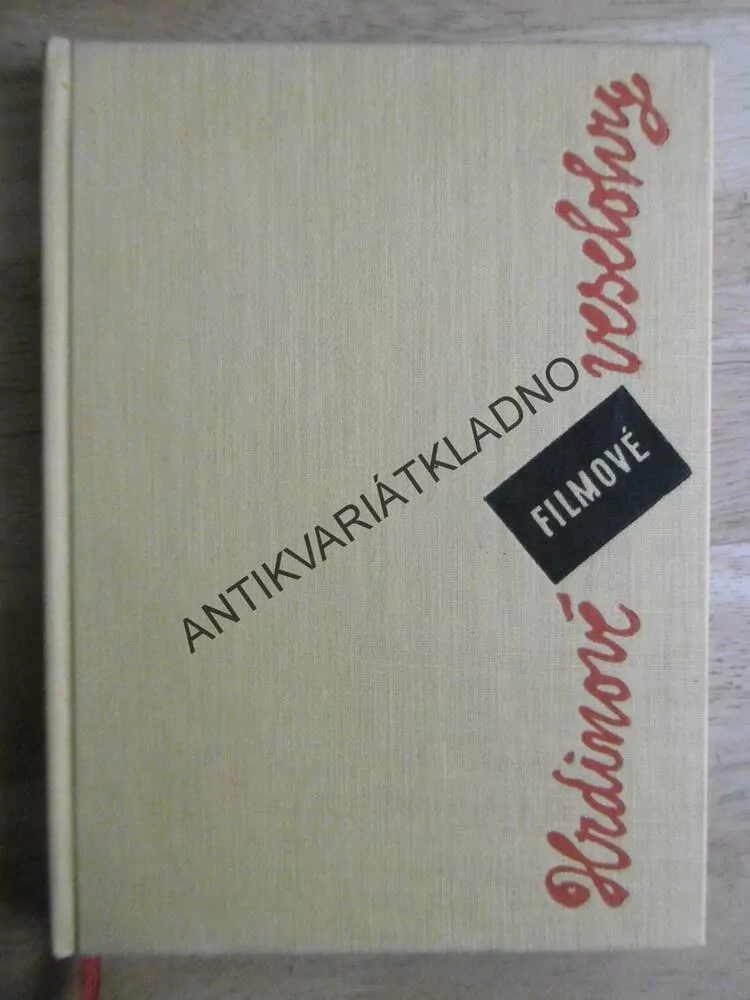 Hrdinové
FILMOVÉ
veselohry
ANTIKVARIÁTKLADNO